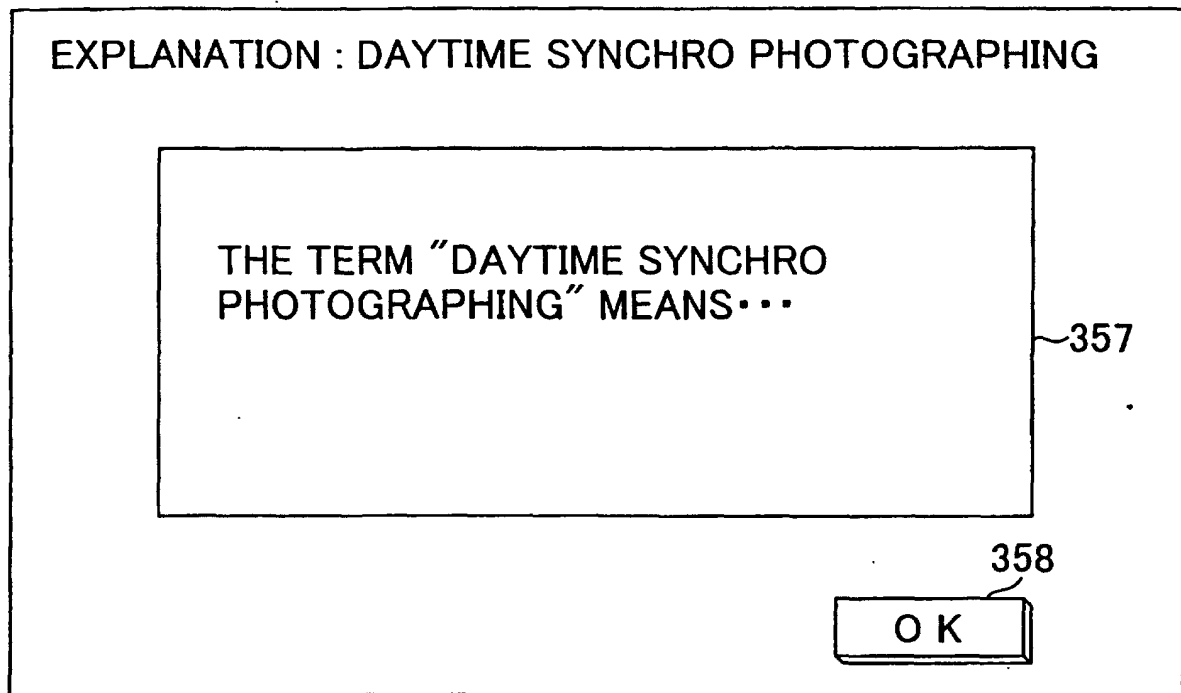 EXPLANATION : DAYTIME SYNCHRO PHOTOGRAPHING
THE TERM "DAYTIME SYNCHRO
PHOTOGRAPHING" MEANS･･･
357
358
O K